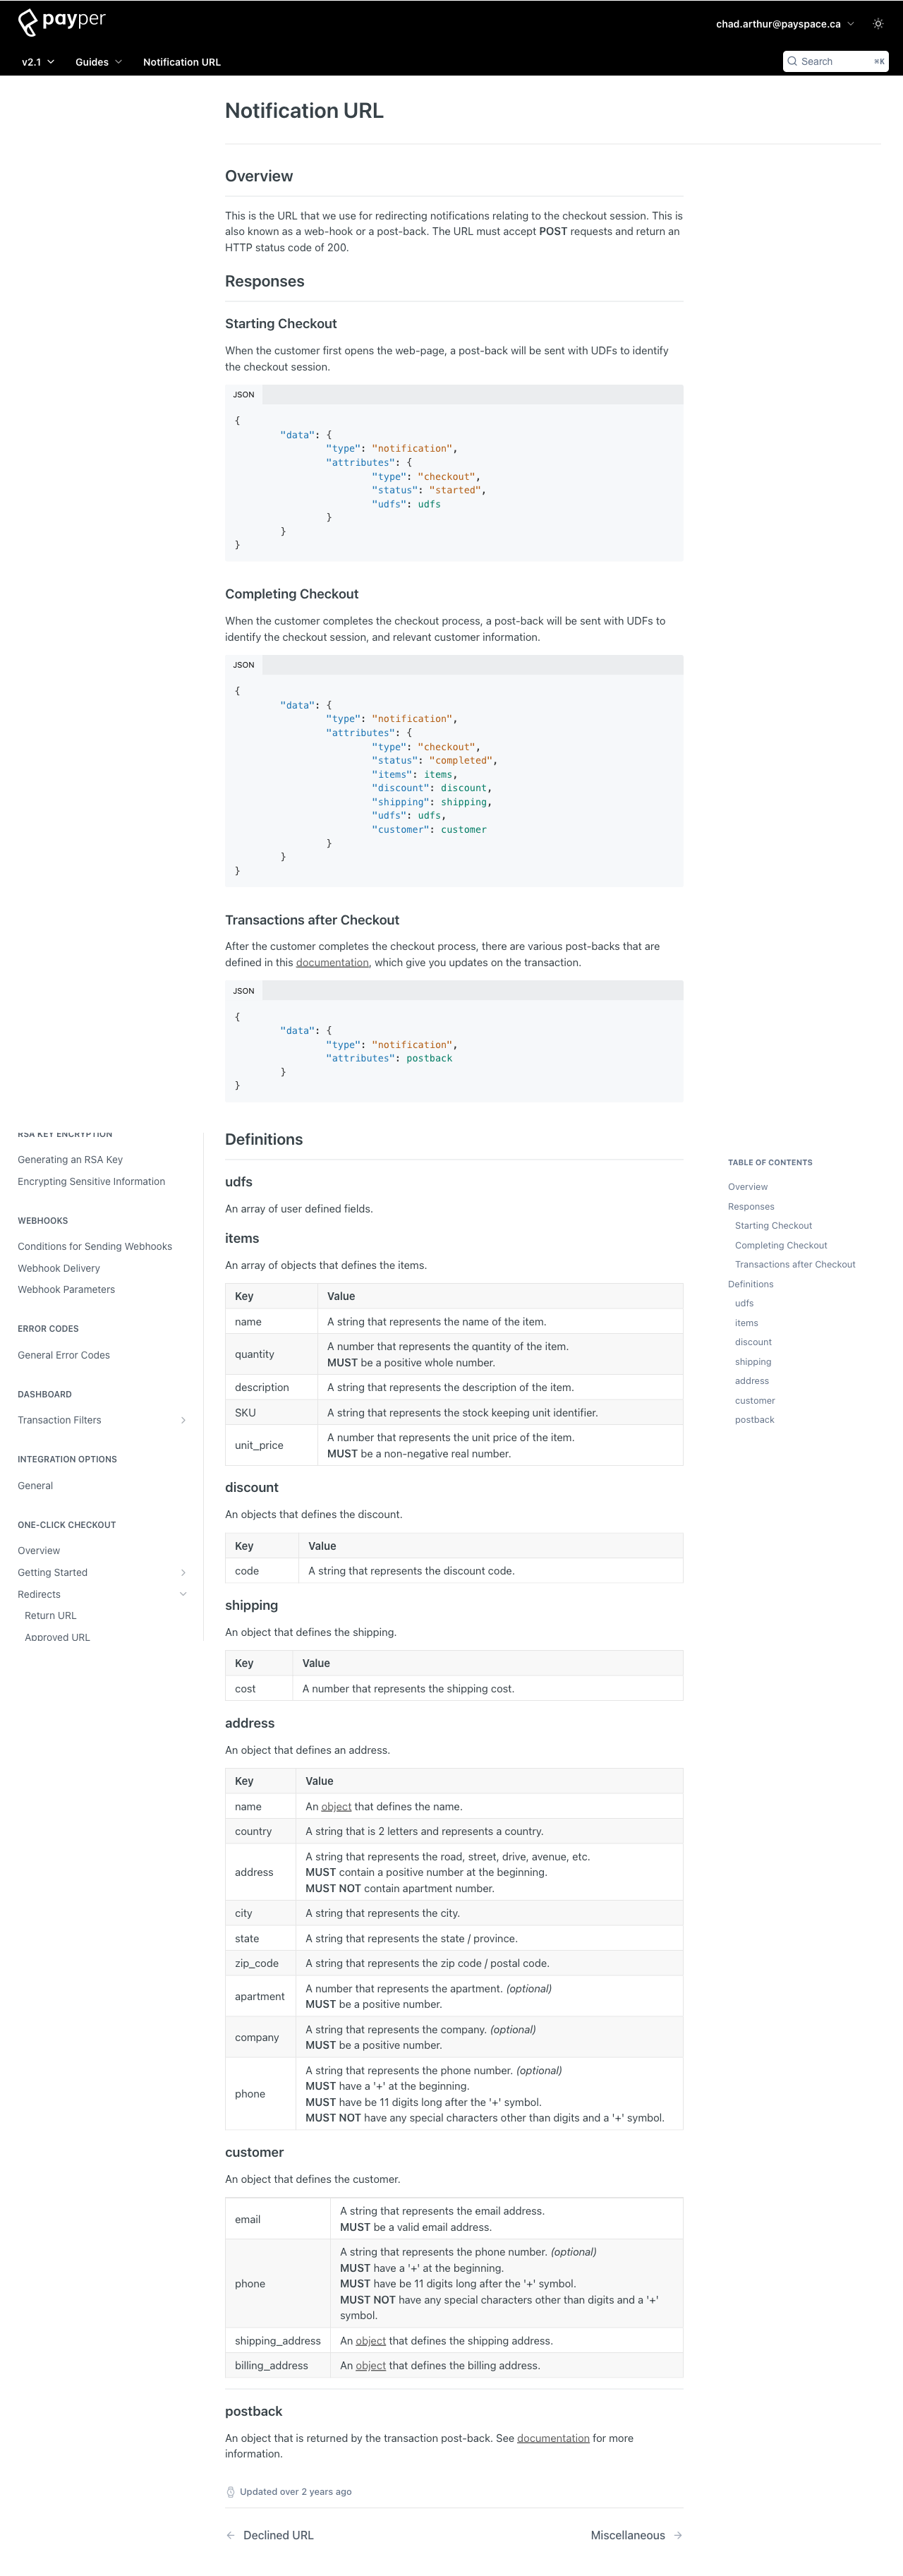 payper
chad.arthur@payspace.ca
v2.1
Guides
Notification URL
Search
⌘K
Notification URL
Overview
This is the URL that we use for redirecting notifications relating to the checkout session. This is
also known as a web-hook or a post-back. The URL must accept POST requests and return an
HTTP status code of 200.
Responses
Starting Checkout
When the customer first opens the web-page, a post-back will be sent with UDFs to identify
the checkout session.
JSON
{
"data": {
"type": "notification",
"attributes": {
"type": "checkout",
"status": "started",
"udfs": udfs
}
}
}
Completing Checkout
When the customer completes the checkout process, a post-back will be sent with UDFs to
identify the checkout session, and relevant customer information.
JSON
{
"data": {
"type": "notification",
"attributes": {
"type": "checkout",
"status": "completed",
"items": items,
"discount": discount,
"shipping": shipping,
"udfs": udfs,
"customer": customer
}
}
}
Transactions after Checkout
After the customer completes the checkout process, there are various post-backs that are
defined in this documentation, which give you updates on the transaction.
JSON
{
"data": {
"type": "notification",
"attributes": postback
}
}
RSA KEY ENCRYPTION
Generating an RSA Key
Encrypting Sensitive Information
WEBHOOKS
Conditions for Sending Webhooks
Webhook Delivery
Webhook Parameters
ERROR CODES
General Error Codes
DASHBOARD
Transaction Filters
INTEGRATION OPTIONS
General
ONE-CLICK CHECKOUT
Overview
Getting Started
Redirects
Return URL
Approved URL
Definitions
udfs
An array of user defined fields.
items
An array of objects that defines the items.
Key Value
name A string that represents the name of the item.
quantity A number that represents the quantity of the item.
MUST be a positive whole number.
description A string that represents the description of the item.
SKU A string that represents the stock keeping unit identifier.
unit_price A number that represents the unit price of the item.
MUST be a non-negative real number.
discount
An objects that defines the discount.
Key Value
code A string that represents the discount code.
shipping
An object that defines the shipping.
Key Value
cost A number that represents the shipping cost.
address
An object that defines an address.
Key Value
name An object that defines the name.
country A string that is 2 letters and represents a country.
address A string that represents the road, street, drive, avenue, etc.
MUST contain a positive number at the beginning.
MUST NOT contain apartment number.
city A string that represents the city.
state A string that represents the state / province.
zip_code A string that represents the zip code / postal code.
apartment A number that represents the apartment. (optional)
MUST be a positive number.
company A string that represents the company. (optional)
MUST be a positive number.
phone A string that represents the phone number. (optional)
MUST have a '+' at the beginning.
MUST have be 11 digits long after the '+' symbol.
MUST NOT have any special characters other than digits and a '+' symbol.
customer
An object that defines the customer.
email A string that represents the email address.
MUST be a valid email address.
phone A string that represents the phone number. (optional)
MUST have a '+' at the beginning.
MUST have be 11 digits long after the '+' symbol.
MUST NOT have any special characters other than digits and a '+'
symbol.
shipping_address An object that defines the shipping address.
billing_address An object that defines the billing address.
postback
An object that is returned by the transaction post-back. See documentation for more
information.
Updated over 2 years ago
Declined URL
Miscellaneous
TABLE OF CONTENTS
Overview
Responses
Starting Checkout
Completing Checkout
Transactions after Checkout
Definitions
udfs
items
discount
shipping
address
customer
postback